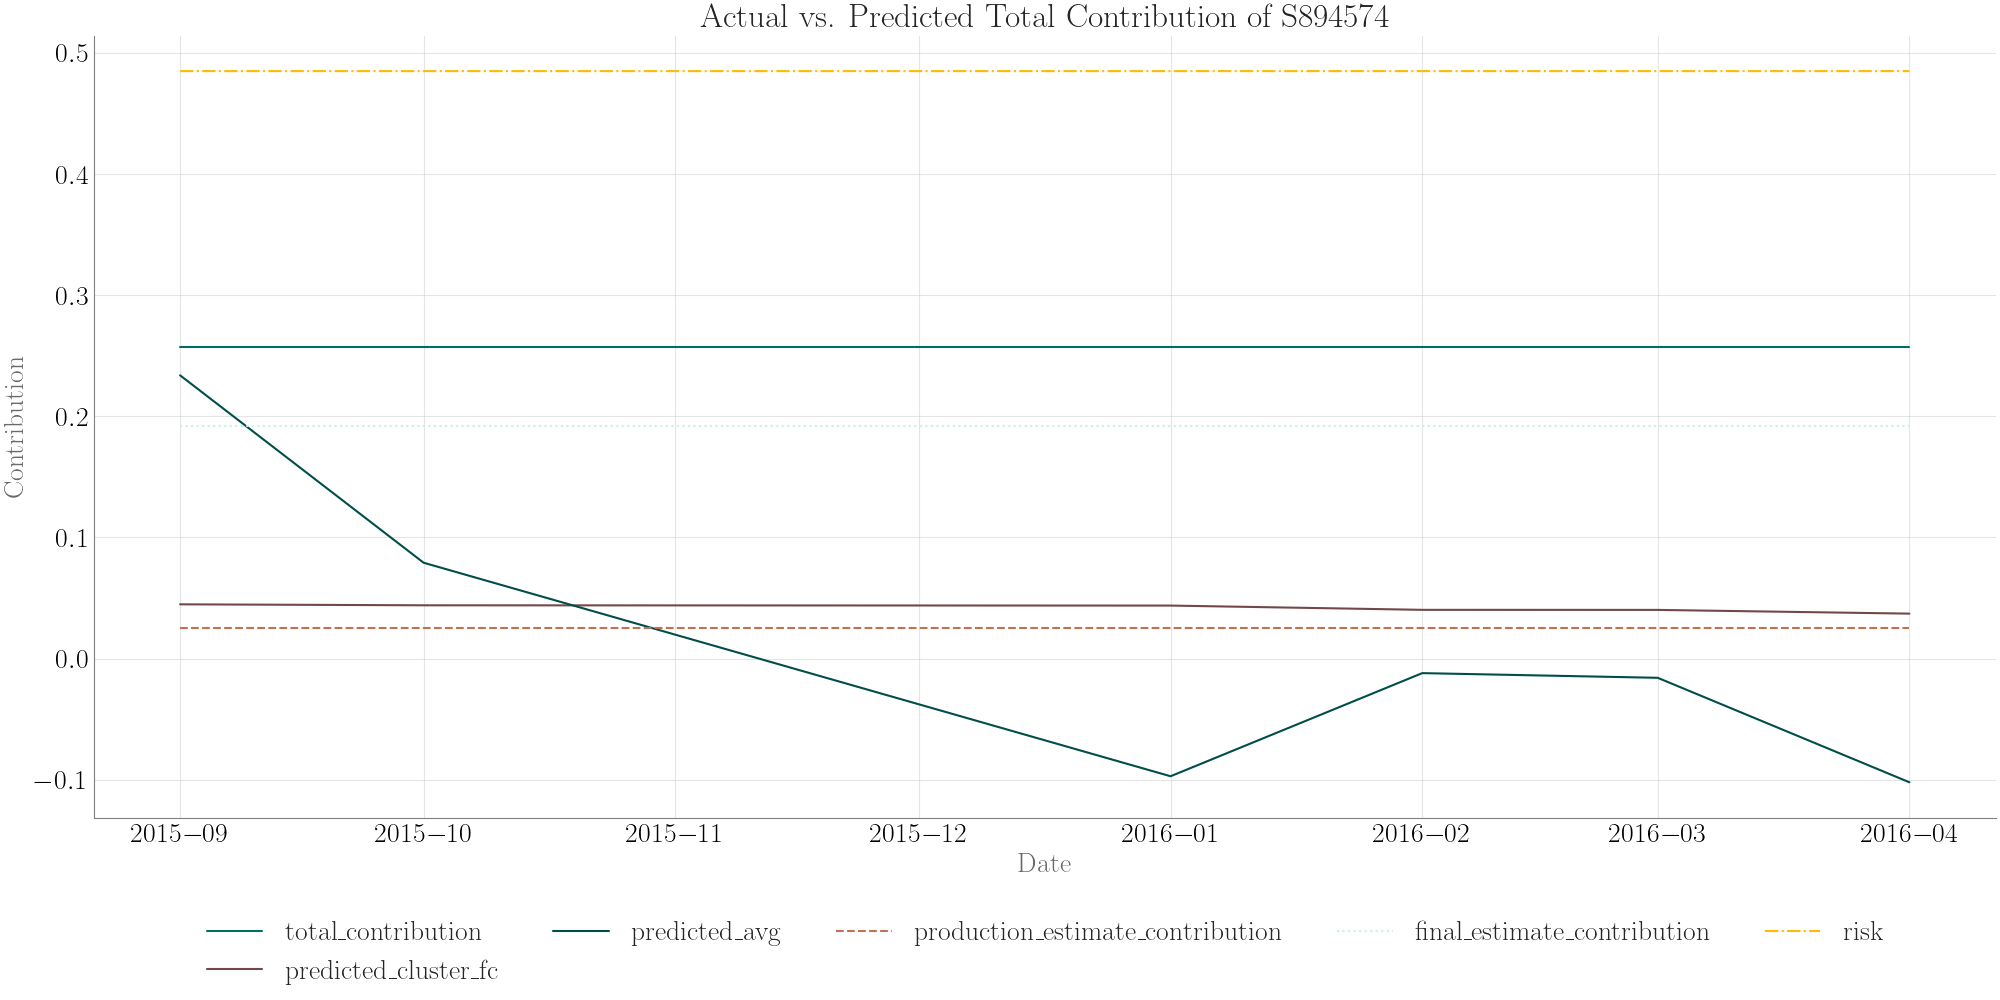 Actual vs. Predicted Total Contribution of S894574
0.5
0.4
0.3
0.2
0.1
0.0
−0.1
Contribution
2015−09 2015−10 2015−11 2015−12 2016−01 2016−02 2016−03 2016−04
Date
total_contribution predicted_avg production_estimate_contribution final_estimate_contribution risk
predicted_cluster_fc